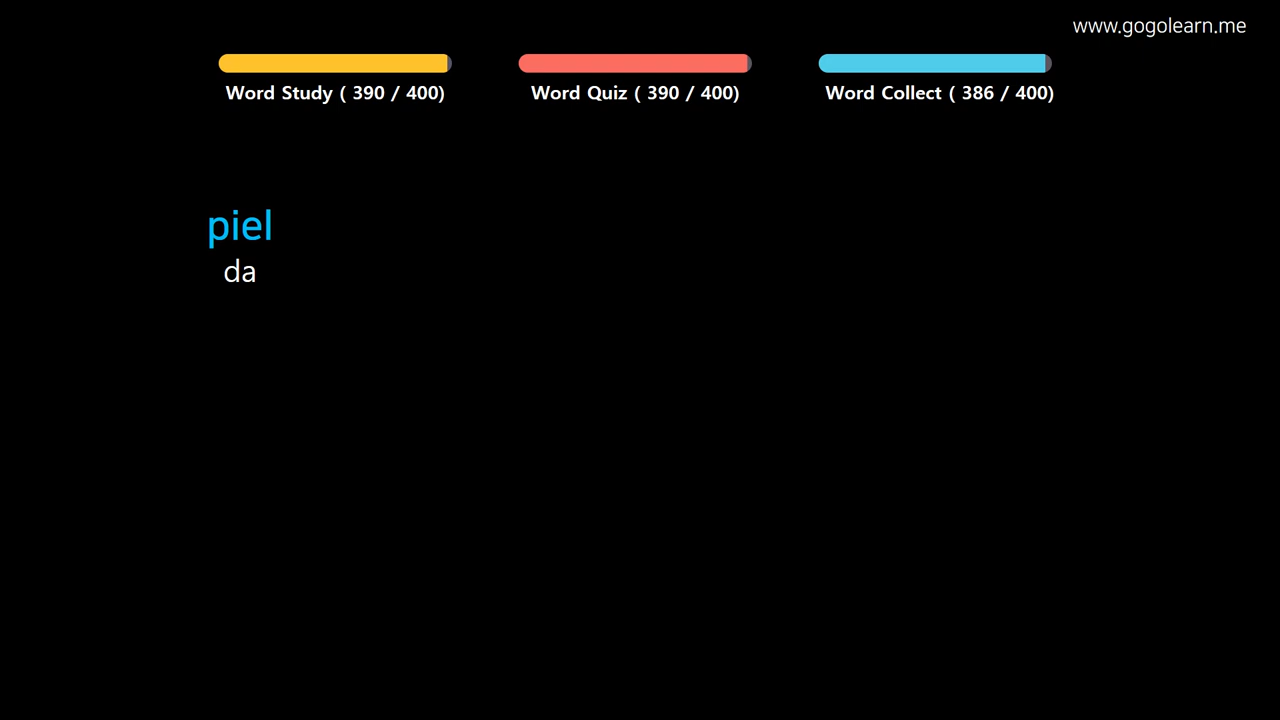 www.gogolearn.me
Word Study ( 390 / 400)
Word Quiz ( 390 / 400)
Word Collect ( 386 / 400)
piel
da